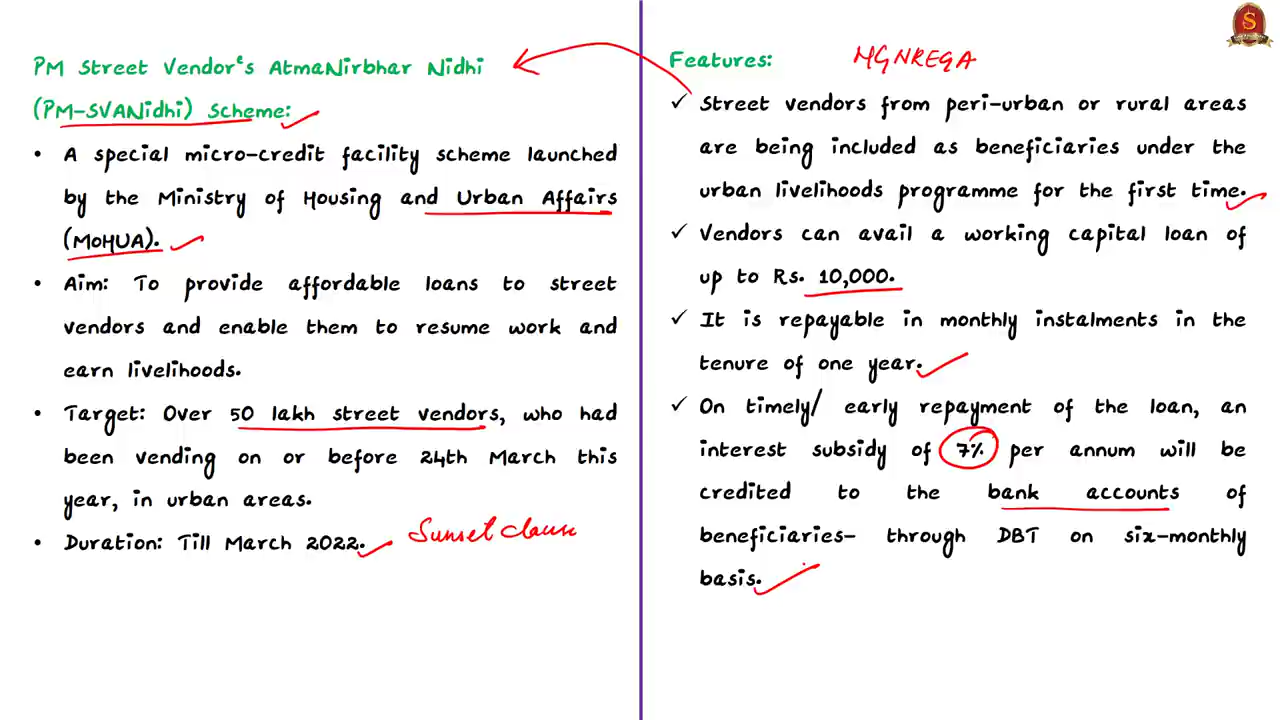 PM Street Vendor's AtmaNirbhar Nidhi
(PM-SVANidhi) Scheme:
• A special micro-credit facility scheme launched
by the Ministry of Housing and Urban Affairs
(MoHUA).
• Aim: To provide affordable loans to street
vendors and enable them to resume work and
earn livelihoods.
• Target: Over 50 lakh street vendors, who had
been vending on or before 24th March this
year, in urban areas.
• Duration: Till March 2022.
Sunset clause
Features:
MGNREGA
✓ Street vendors from peri-urban or rural areas
are being included as beneficiaries under the
urban livelihoods programme for the first time.
✓ Vendors can avail a working capital loan of
up to Rs. 10,000.
✓ It is repayable in monthly instalments in the
tenure of one year.
✓ On timely/ early repayment of the loan, an
interest subsidy of 7% per annum will be
credited to the bank accounts of
beneficiaries- through DBT on six-monthly
basis.
S